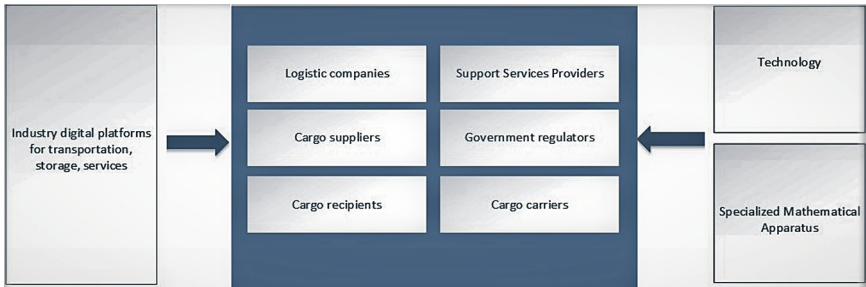 Industry digital platforms
for transportation,
storage, services
Logistic companies
Support Services Providers
Cargo suppliers
Government regulators
Cargo recipients
Cargo carriers
Technology
Specialized Mathematical
Apparatus